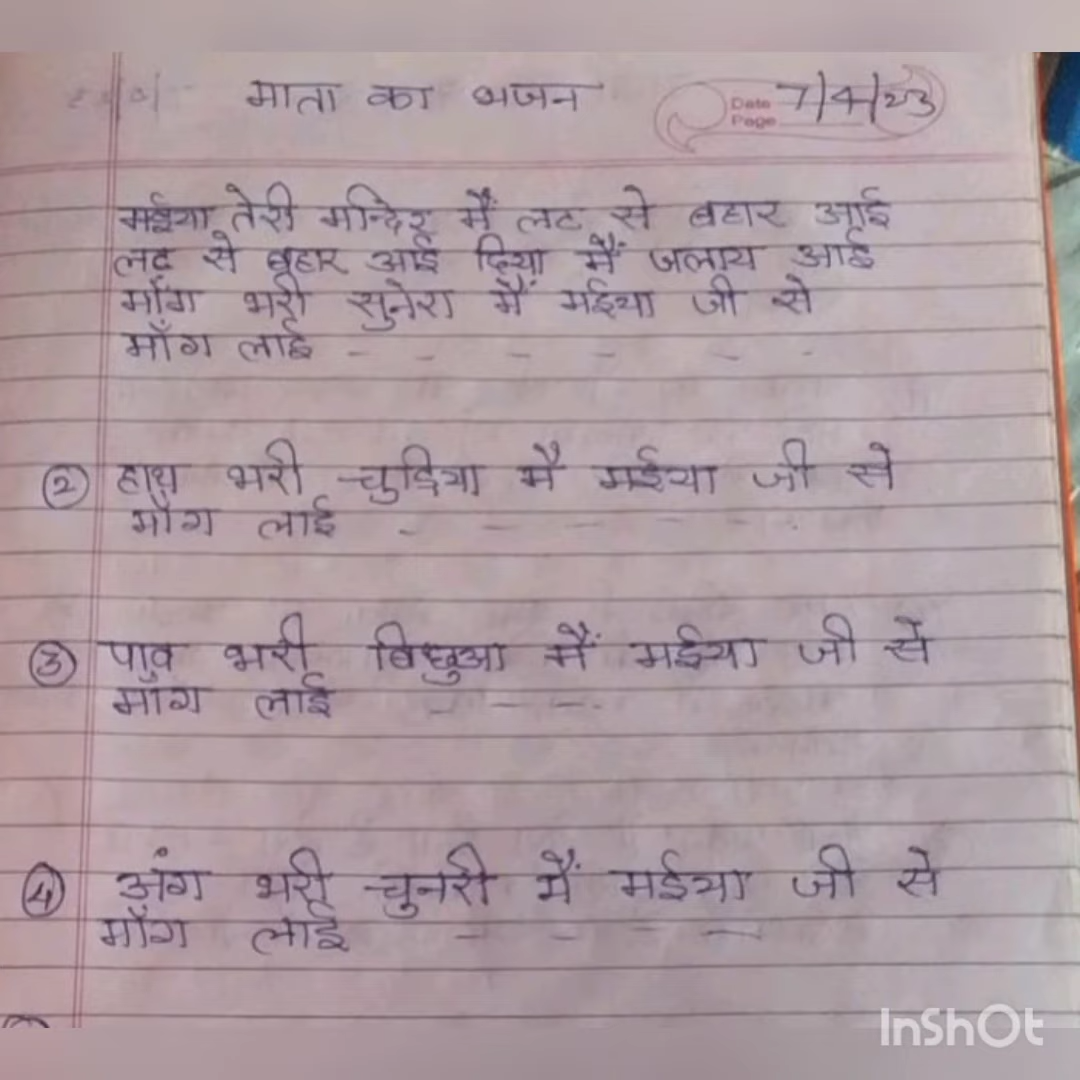 माता का भजन
Date 7/4/23
Page
मईया तेरी मन्दिर मैं लट से बहार आई
लट से बुहार आई दिया मैं जलाय आई
माँग भरी सुनेरा मैं मईया जी से
माँग लाई - - - - - -
② हाथ भरी चुडिया मै मईया जी से
माँग लाई - - - - - -
③ पाव भरी बिछुआ मैं मईया जी से
माँग लाई - - - -
④ अंग भरी चुनरी मैं मईया जी से
माँग लाई - - - -
InShOt